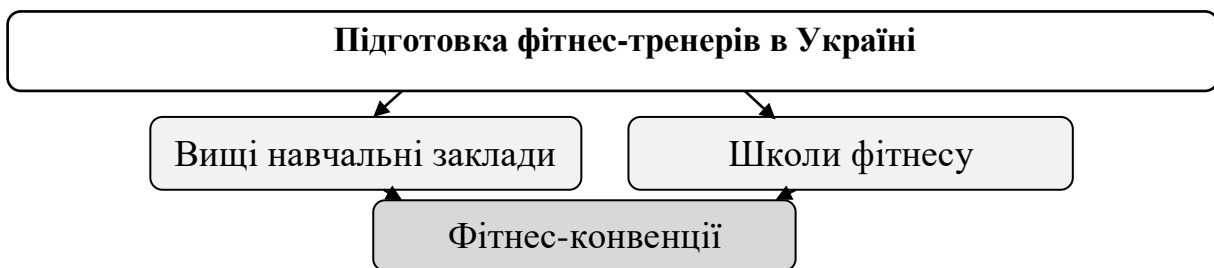 Підготовка фітнес-тренерів в Україні
Вищі навчальні заклади
Школи фітнесу
Фітнес-конвенції